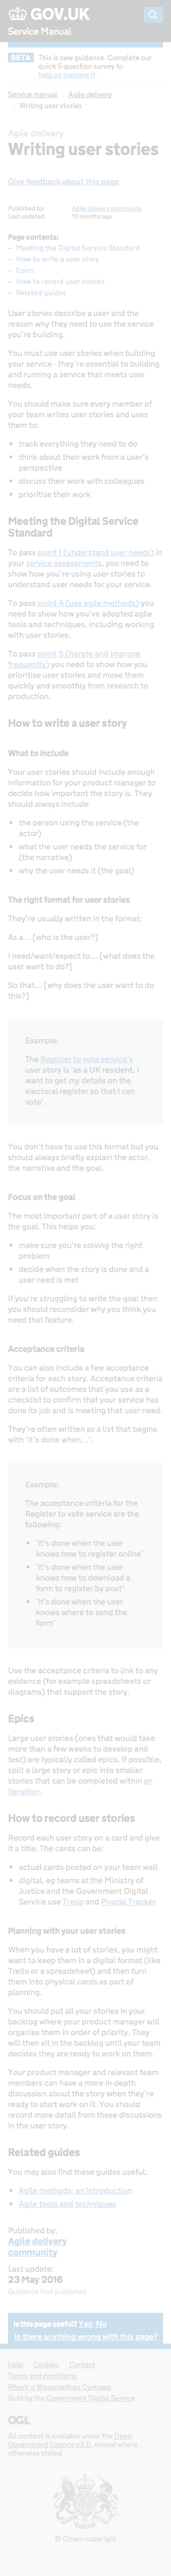 GOV.UK
Service Manual
BETA This is new guidance. Complete our
quick 5-question survey to
help us improve it.
Service manual
Agile delivery
Writing user stories
Agile delivery
Writing user stories
Give feedback about this page
Published by: Agile delivery community
Last updated: 10 months ago
Page contents:
– Meeting the Digital Service Standard
– How to write a user story
– Epics
– How to record user stories
– Related guides
User stories describe a user and the
reason why they need to use the service
you're building.
You must use user stories when building
your service - they're essential to building
and running a service that meets user
needs.
You should make sure every member of
your team writes user stories and uses
them to:
• track everything they need to do
• think about their work from a user's
perspective
• discuss their work with colleagues
• prioritise their work
Meeting the Digital Service
Standard
To pass point 1 (understand user needs) in
your service assessments, you need to
show how you're using user stories to
understand user needs for your service.
To pass point 4 (use agile methods) you
need to show how you've adopted agile
tools and techniques, including working
with user stories.
To pass point 5 (iterate and improve
frequently) you need to show how you
prioritise user stories and move them
quickly and smoothly from research to
production.
How to write a user story
What to include
Your user stories should include enough
information for your product manager to
decide how important the story is. They
should always include:
• the person using the service (the
actor)
• what the user needs the service for
(the narrative)
• why the user needs it (the goal)
The right format for user stories
They're usually written in the format:
As a… [who is the user?]
I need/want/expect to… [what does the
user want to do?]
So that… [why does the user want to do
this?]
Example:
The Register to vote service's
user story is 'as a UK resident, I
want to get my details on the
electoral register so that I can
vote'.
You don't have to use this format but you
should always briefly explain the actor,
the narrative and the goal.
Focus on the goal
The most important part of a user story is
the goal. This helps you:
• make sure you're solving the right
problem
• decide when the story is done and a
user need is met
If you're struggling to write the goal then
you should reconsider why you think you
need that feature.
Acceptance criteria
You can also include a few acceptance
criteria for each story. Acceptance criteria
are a list of outcomes that you use as a
checklist to confirm that your service has
done its job and is meeting that user need.
They're often written as a list that begins
with 'it's done when…'.
Example:
The acceptance criteria for the
Register to vote service are the
following:
• 'it's done when the user
knows how to register online'
• 'it's done when the user
knows how to download a
form to register by post'
• 'it's done when the user
knows where to send the
form'
Use the acceptance criteria to link to any
evidence (for example spreadsheets or
diagrams) that support the story.
Epics
Large user stories (ones that would take
more than a few weeks to develop and
test) are typically called epics. If possible,
split a large story or epic into smaller
stories that can be completed within an
iteration.
How to record user stories
Record each user story on a card and give
it a title. The cards can be:
• actual cards posted on your team wall
• digital, eg teams at the Ministry of
Justice and the Government Digital
Service use Trello and Pivotal Tracker
Planning with your user stories
When you have a lot of stories, you might
want to keep them in a digital format (like
Trello or a spreadsheet) and then turn
them into physical cards as part of
planning.
You should put all your stories in your
backlog where your product manager will
organise them in order of priority. They
will then sit in the backlog until your team
decides they are ready to work on them.
Your product manager and relevant team
members can have a more in-depth
discussion about the story when they're
ready to start work on it. You should
record more detail from these discussions
in the user story.
Related guides
You may also find these guides useful:
• Agile methods: an introduction
• Agile tools and techniques
Published by:
Agile delivery
community
Last update:
23 May 2016
Guidance first published
Is this page useful? Yes No
Is there anything wrong with this page?
Help Cookies Contact
Terms and conditions
Rhestr o Wasanaethau Cymraeg
Built by the Government Digital Service
OGL
All content is available under the Open
Government Licence v3.0, except where
otherwise stated
© Crown copyright